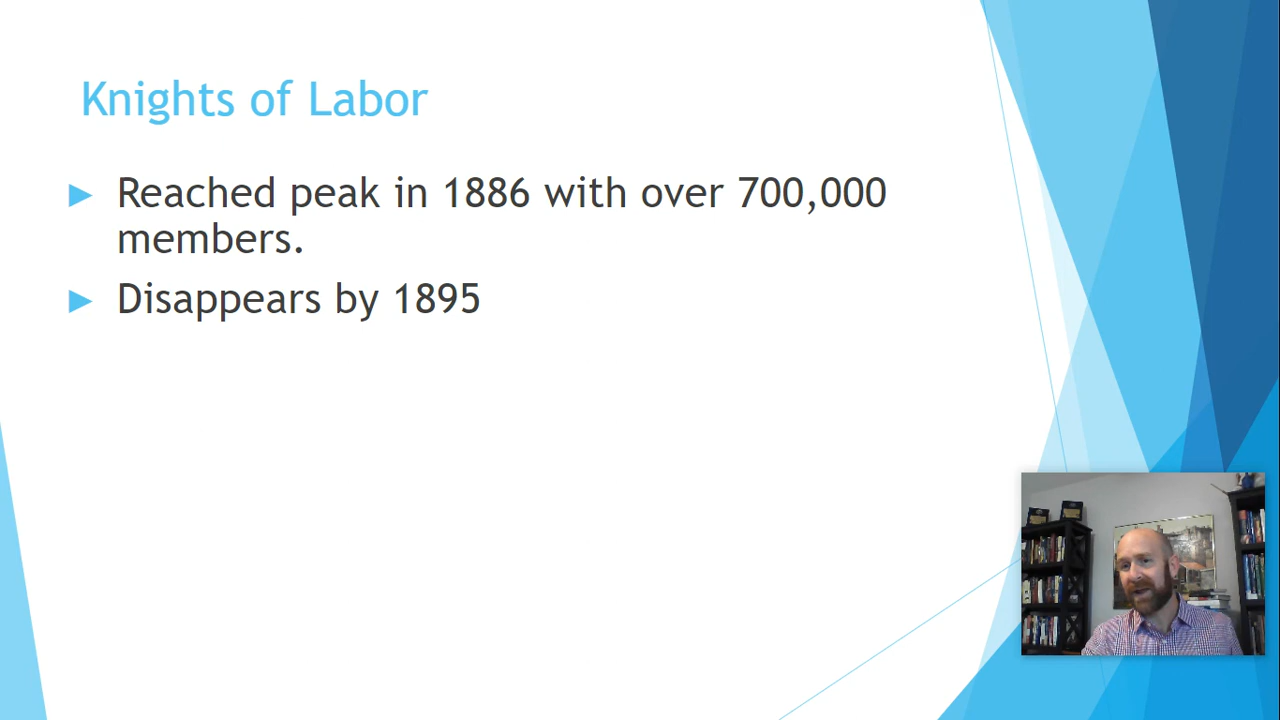 Knights of Labor
Reached peak in 1886 with over 700,000
members.
Disappears by 1895